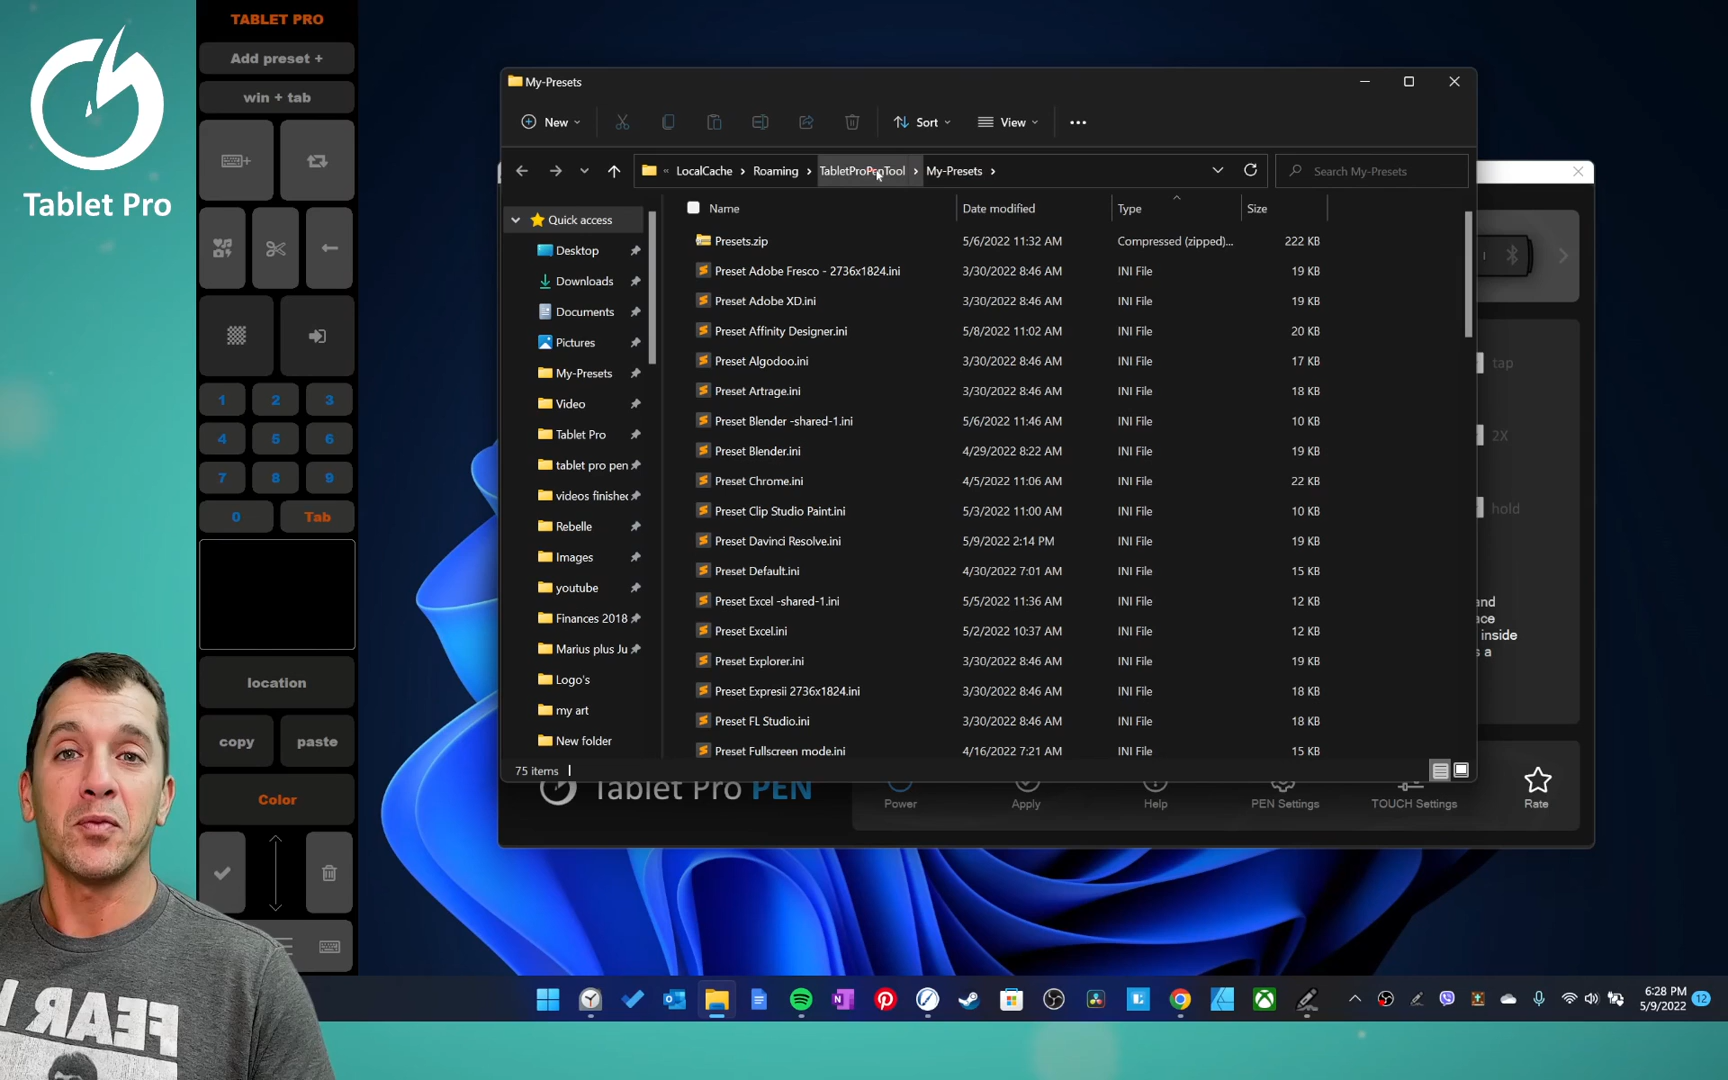 TABLET PRO
Add preset +
win + tab
Tablet Pro
1 2 3
4 5 6
7 8 9
0 Tab
location
copy paste
Color
FEAR
My-Presets
New
Sort
View
« LocalCache > Roaming > TabletProPenTool > My-Presets >
Search My-Presets
Quick access
Desktop
Downloads
Documents
Pictures
My-Presets
Video
Tablet Pro
tablet pro pen
videos finished
Rebelle
Images
youtube
Finances 2018
Marius plus Ju
Logo's
my art
New folder
Name Date modified Type Size
Presets.zip 5/6/2022 11:32 AM Compressed (zipped)... 222 KB
Preset Adobe Fresco - 2736x1824.ini 3/30/2022 8:46 AM INI File 19 KB
Preset Adobe XD.ini 3/30/2022 8:46 AM INI File 19 KB
Preset Affinity Designer.ini 5/8/2022 11:02 AM INI File 20 KB
Preset Algodoo.ini 3/30/2022 8:46 AM INI File 17 KB
Preset Artrage.ini 3/30/2022 8:46 AM INI File 18 KB
Preset Blender -shared-1.ini 5/6/2022 11:46 AM INI File 10 KB
Preset Blender.ini 4/29/2022 8:22 AM INI File 19 KB
Preset Chrome.ini 4/5/2022 11:06 AM INI File 22 KB
Preset Clip Studio Paint.ini 5/3/2022 11:00 AM INI File 10 KB
Preset Davinci Resolve.ini 5/9/2022 2:14 PM INI File 19 KB
Preset Default.ini 4/30/2022 7:01 AM INI File 15 KB
Preset Excel -shared-1.ini 5/5/2022 11:36 AM INI File 12 KB
Preset Excel.ini 5/2/2022 10:37 AM INI File 12 KB
Preset Explorer.ini 3/30/2022 8:46 AM INI File 19 KB
Preset Expresii 2736x1824.ini 3/30/2022 8:46 AM INI File 18 KB
Preset FL Studio.ini 3/30/2022 8:46 AM INI File 18 KB
Preset Fullscreen mode.ini 4/16/2022 7:21 AM INI File 15 KB
75 items
tap
2X
hold
and
ace
inside
s a
Tablet Pro PEN
Power
Apply
Help
PEN Settings
TOUCH Settings
Rate
6:28 PM
5/9/2022
12